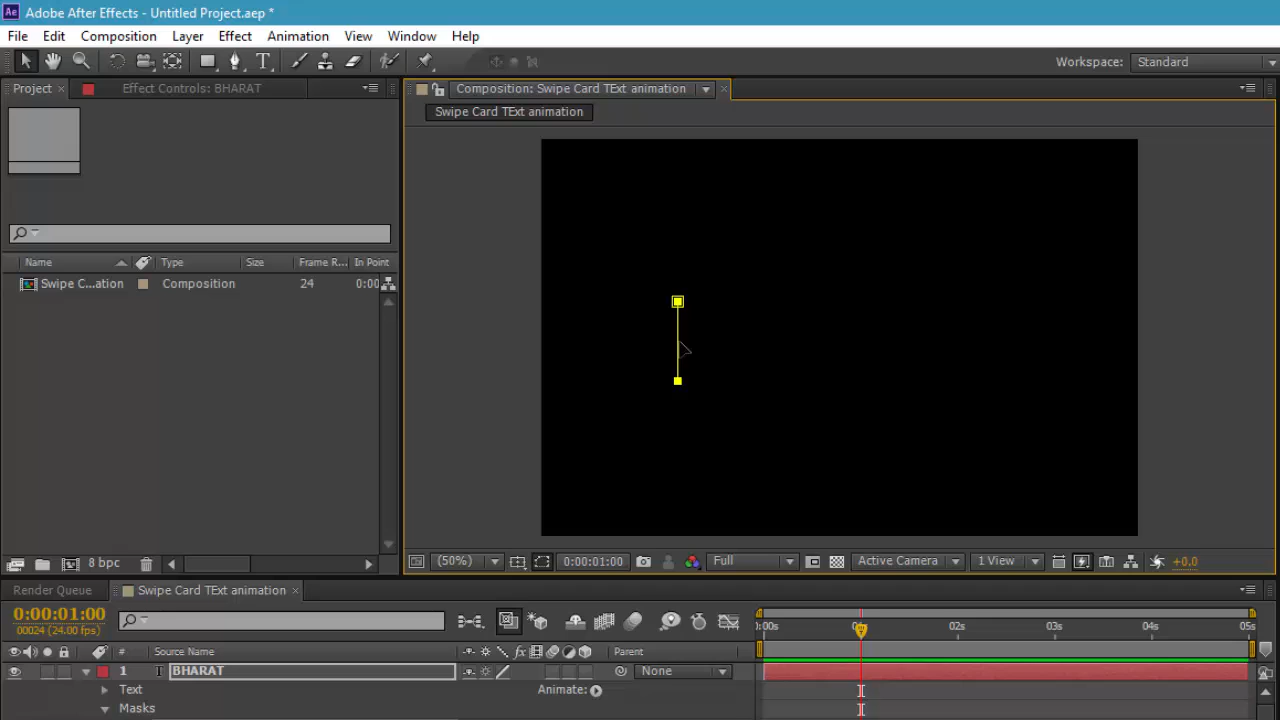 Ae Adobe After Effects - Untitled Project.aep *
File Edit Composition Layer Effect Animation View Window Help
Workspace: Standard
Project × Effect Controls: BHARAT
Composition: Swipe Card TExt animation ×
Swipe Card TExt animation
Name Type Size Frame R... In Point
Swipe C...ation Composition 24 0:00
8 bpc
(50%) 0:00:01:00 Full Active Camera 1 View +0.0
Render Queue Swipe Card TExt animation ×
0:00:01:00
00024 (24.00 fps)
:00s 02s 03s 04s 05s
# Source Name fx Parent
1 T BHARAT None
Text Animate:
Masks